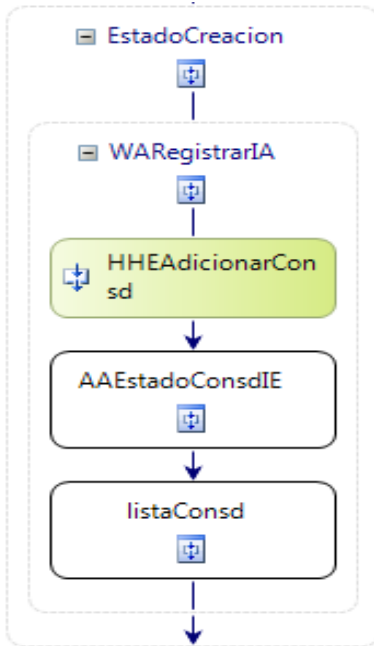 EstadoCreacion
WARegistrarIA
HHEAdicionarCon
sd
AAEstadoConsdIE
listaConsd